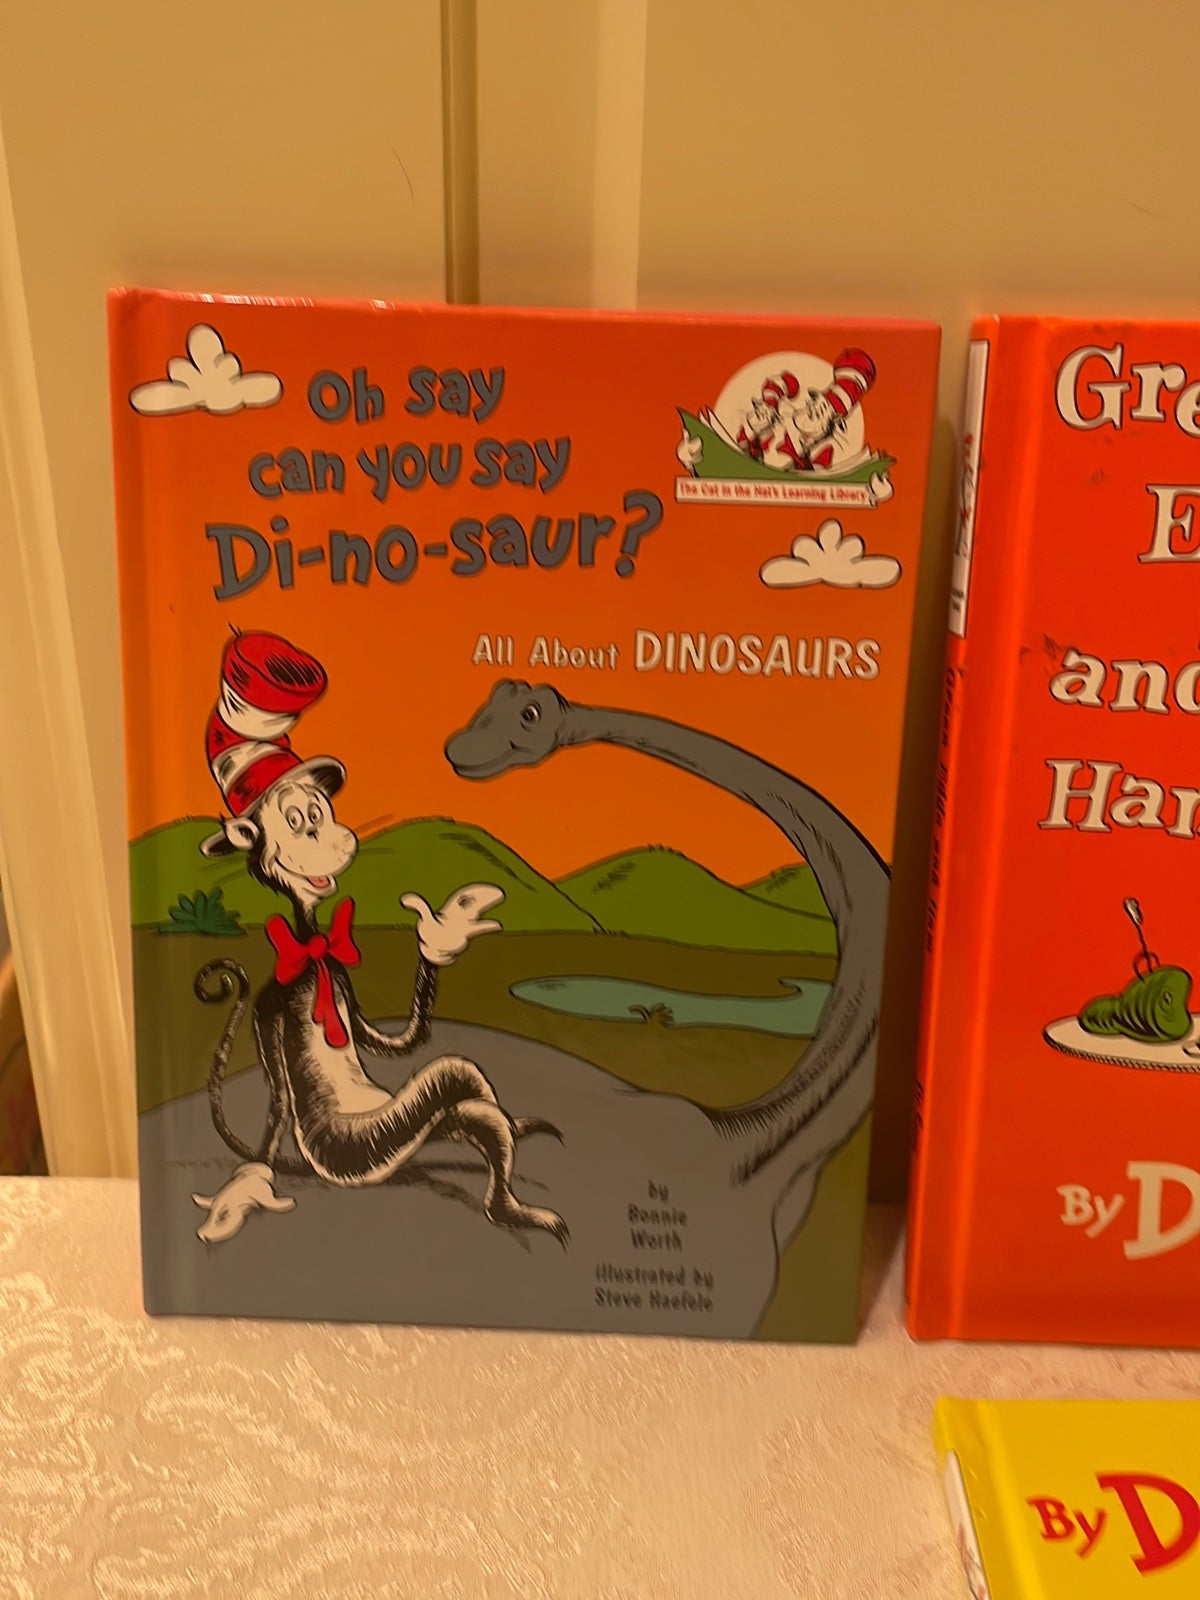 Oh say
can you say
Di-no-saur?
The Cat in the Hat's Learning Library
All About DINOSAURS
by
Bonnie
Worth
illustrated by
Steve Haefele
Gre
E
and
Ha
By D
By D